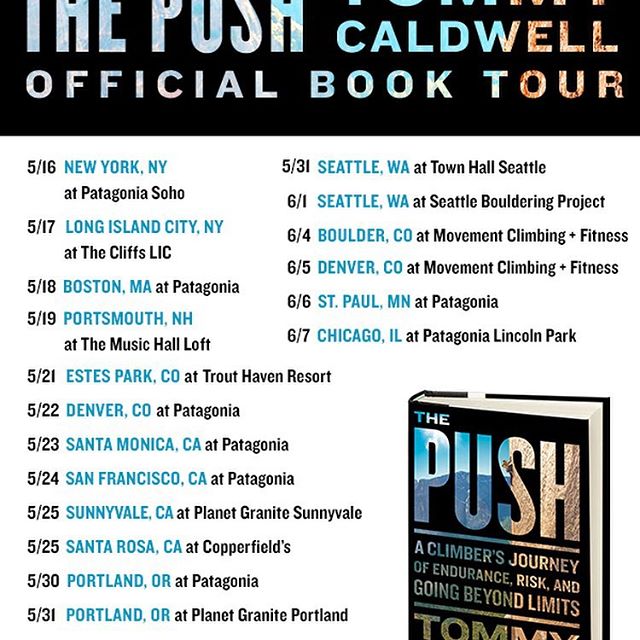 THE PUSH
TOMMY
CALDWELL
OFFICIAL BOOK TOUR
5/16 NEW YORK, NY
at Patagonia Soho
5/17 LONG ISLAND CITY, NY
at The Cliffs LIC
5/18 BOSTON, MA at Patagonia
5/19 PORTSMOUTH, NH
at The Music Hall Loft
5/21 ESTES PARK, CO at Trout Haven Resort
5/22 DENVER, CO at Patagonia
5/23 SANTA MONICA, CA at Patagonia
5/24 SAN FRANCISCO, CA at Patagonia
5/25 SUNNYVALE, CA at Planet Granite Sunnyvale
5/25 SANTA ROSA, CA at Copperfield's
5/30 PORTLAND, OR at Patagonia
5/31 PORTLAND, OR at Planet Granite Portland
5/31 SEATTLE, WA at Town Hall Seattle
6/1 SEATTLE, WA at Seattle Bouldering Project
6/4 BOULDER, CO at Movement Climbing + Fitness
6/5 DENVER, CO at Movement Climbing + Fitness
6/6 ST. PAUL, MN at Patagonia
6/7 CHICAGO, IL at Patagonia Lincoln Park
THE
PUSH
A CLIMBER'S JOURNEY
OF ENDURANCE, RISK, AND
GOING BEYOND LIMITS
TOMMY